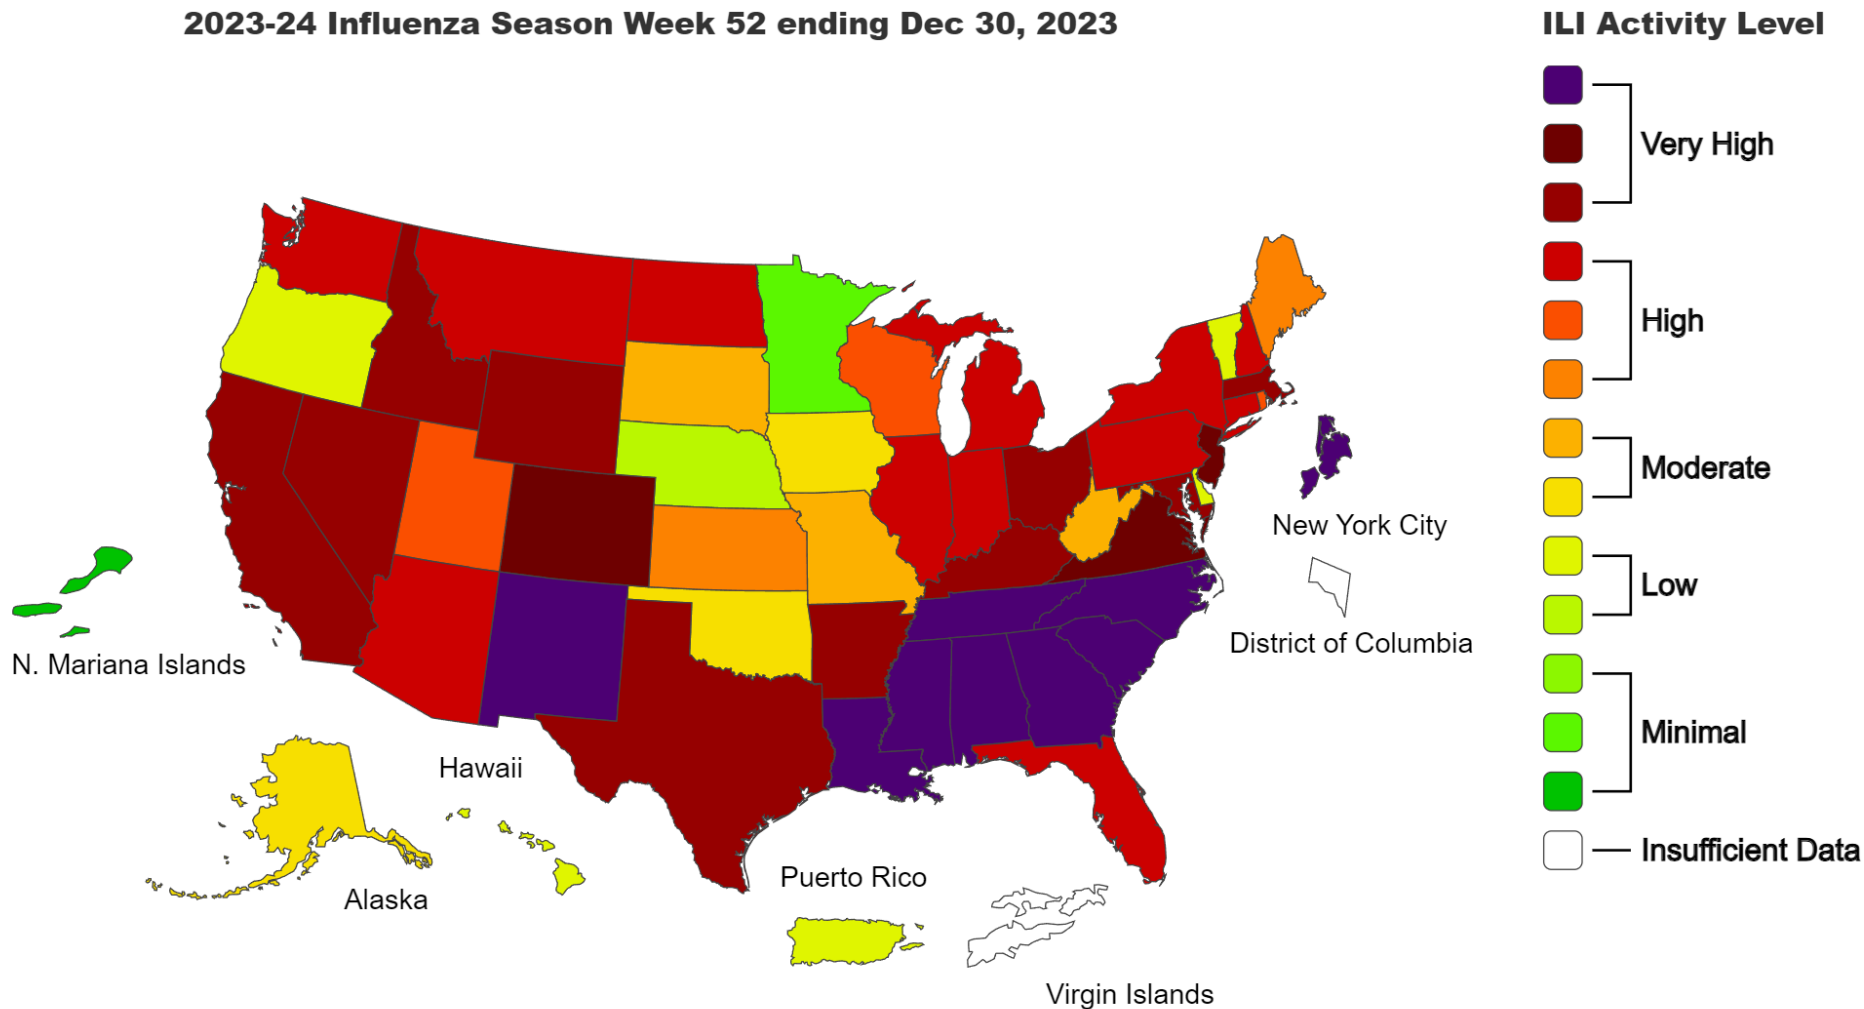 2023-24 Influenza Season Week 52 ending Dec 30, 2023
ILI Activity Level
Very High
High
Moderate
Low
Minimal
Insufficient Data
New York City
District of Columbia
N. Mariana Islands
Hawaii
Alaska
Puerto Rico
Virgin Islands